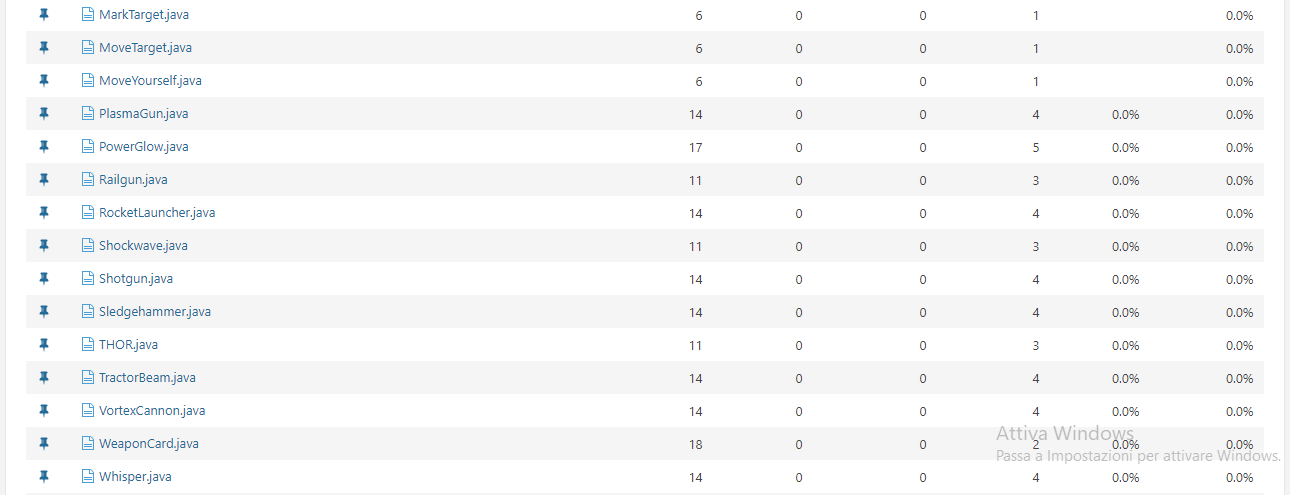 MarkTarget.java 6 0 0 1 0.0%
MoveTarget.java 6 0 0 1 0.0%
MoveYourself.java 6 0 0 1 0.0%
PlasmaGun.java 14 0 0 4 0.0% 0.0%
PowerGlow.java 17 0 0 5 0.0% 0.0%
Railgun.java 11 0 0 3 0.0% 0.0%
RocketLauncher.java 14 0 0 4 0.0% 0.0%
Shockwave.java 11 0 0 3 0.0% 0.0%
Shotgun.java 14 0 0 4 0.0% 0.0%
Sledgehammer.java 14 0 0 4 0.0% 0.0%
THOR.java 11 0 0 3 0.0% 0.0%
TractorBeam.java 14 0 0 4 0.0% 0.0%
VortexCannon.java 14 0 0 4 0.0% 0.0%
Attiva Windows
WeaponCard.java 18 0 0 2 0.0% 0.0%
Passa a Impostazioni per attivare Windows.
Whisper.java 14 0 0 4 0.0% 0.0%